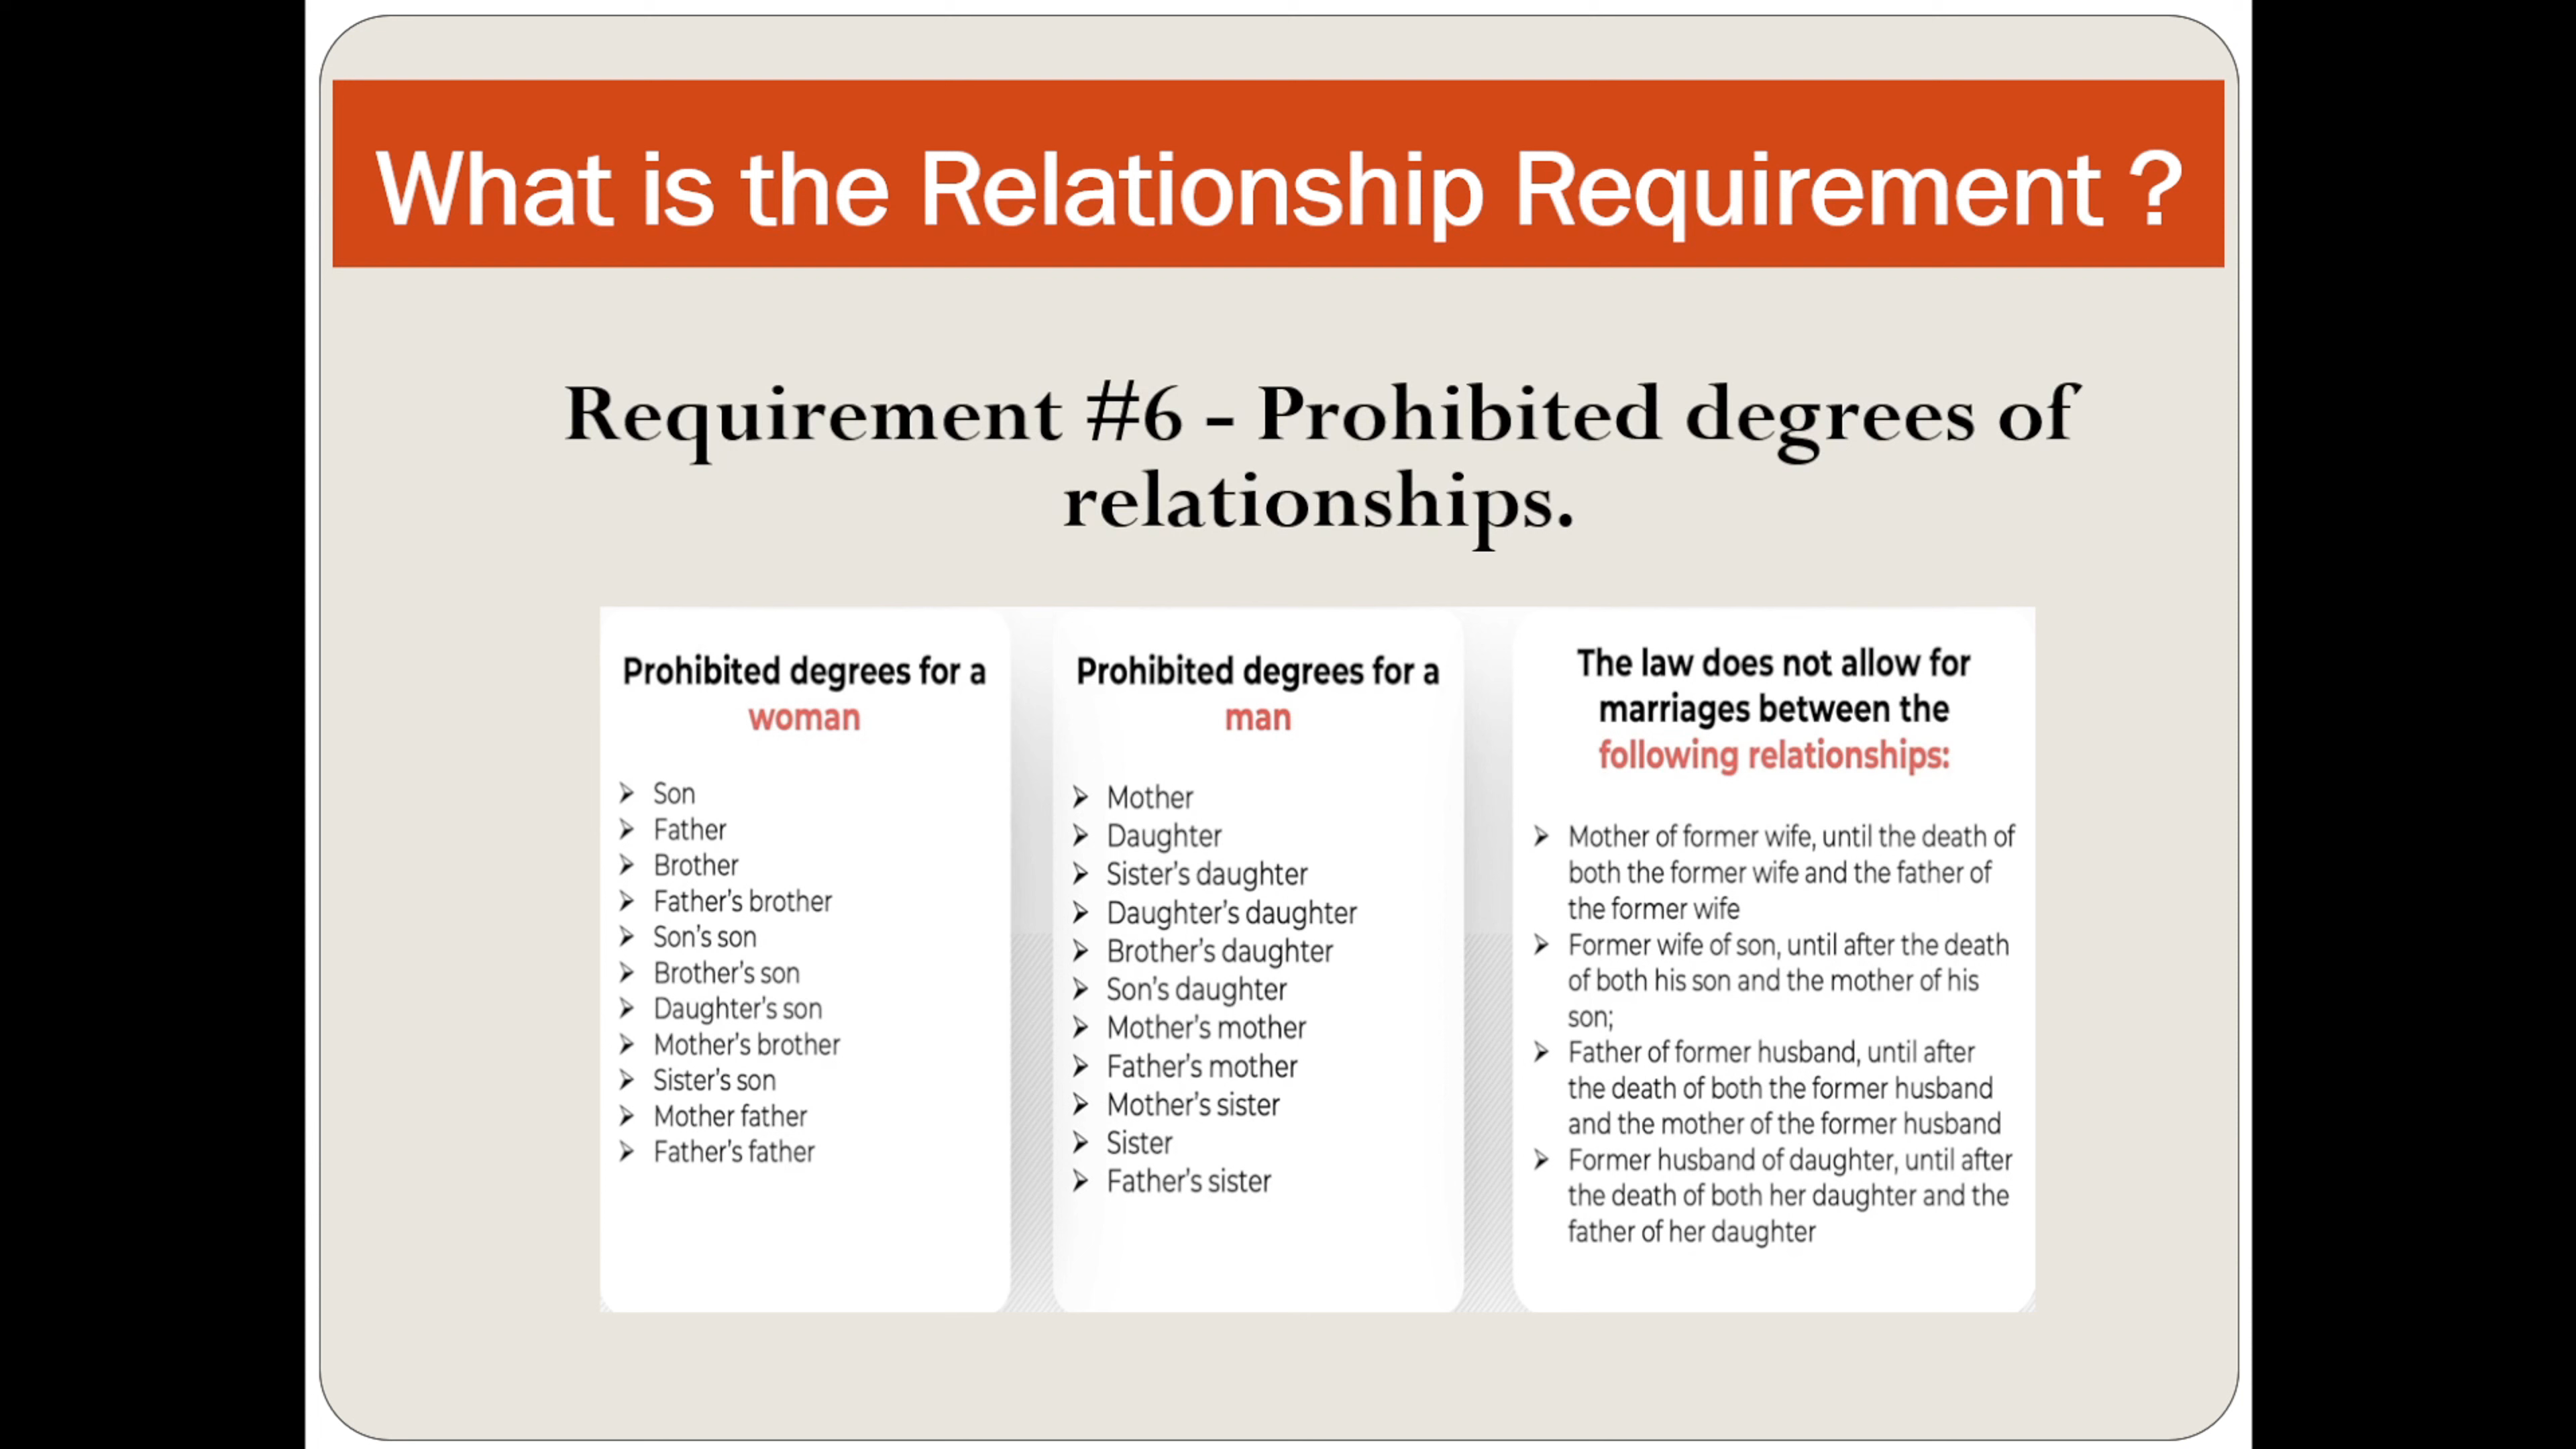 What is the Relationship Requirement ?
Requirement #6 - Prohibited degrees of
relationships.
Prohibited degrees for a
woman
Son
Father
Brother
Father's brother
Son's son
Brother's son
Daughter's son
Mother's brother
Sister's son
Mother father
Father's father
Prohibited degrees for a
man
Mother
Daughter
Sister's daughter
Daughter's daughter
Brother's daughter
Son's daughter
Mother's mother
Father's mother
Mother's sister
Sister
Father's sister
The law does not allow for
marriages between the
following relationships:
Mother of former wife, until the death of
both the former wife and the father of
the former wife
Former wife of son, until after the death
of both his son and the mother of his
son;
Father of former husband, until after
the death of both the former husband
and the mother of the former husband
Former husband of daughter, until after
the death of both her daughter and the
father of her daughter